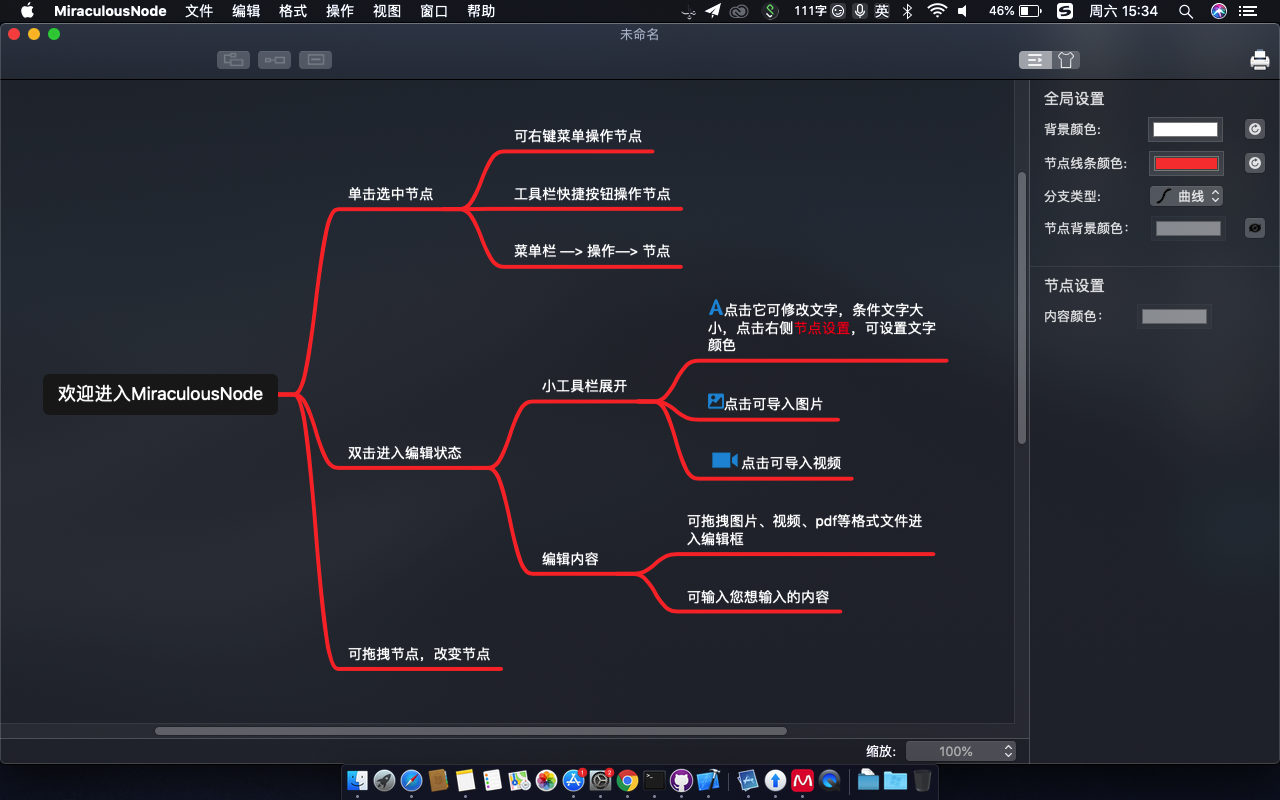 MiraculousNode 文件 编辑 格式 操作 视图 窗口 帮助 111字 英 46% S 周六 15:34
未命名
可右键菜单操作节点
单击选中节点
工具栏快捷按钮操作节点
菜单栏 —> 操作—> 节点
A点击它可修改文字，条件文字大
小，点击右侧节点设置，可设置文字
颜色
小工具栏展开
点击可导入图片
欢迎进入MiraculousNode
双击进入编辑状态
点击可导入视频
可拖拽图片、视频、pdf等格式文件进
入编辑框
编辑内容
可输入您想输入的内容
可拖拽节点，改变节点
全局设置
背景颜色:
节点线条颜色:
分支类型: 曲线
节点背景颜色:
节点设置
内容颜色:
缩放: 100%
1
2